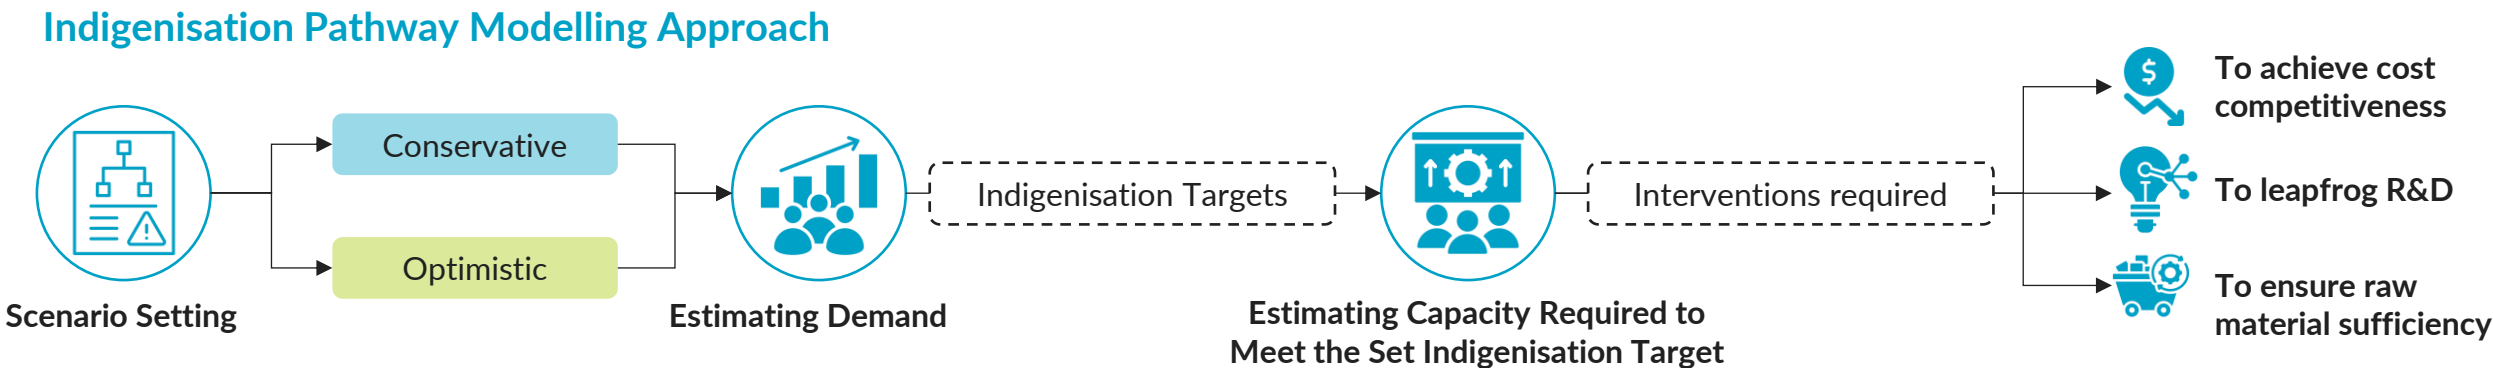 Indigenisation Pathway Modelling Approach
Scenario Setting
Conservative
Optimistic
Estimating Demand
Indigenisation Targets
Estimating Capacity Required to
Meet the Set Indigenisation Target
Interventions required
$
To achieve cost
competitiveness
To leapfrog R&D
To ensure raw
material sufficiency